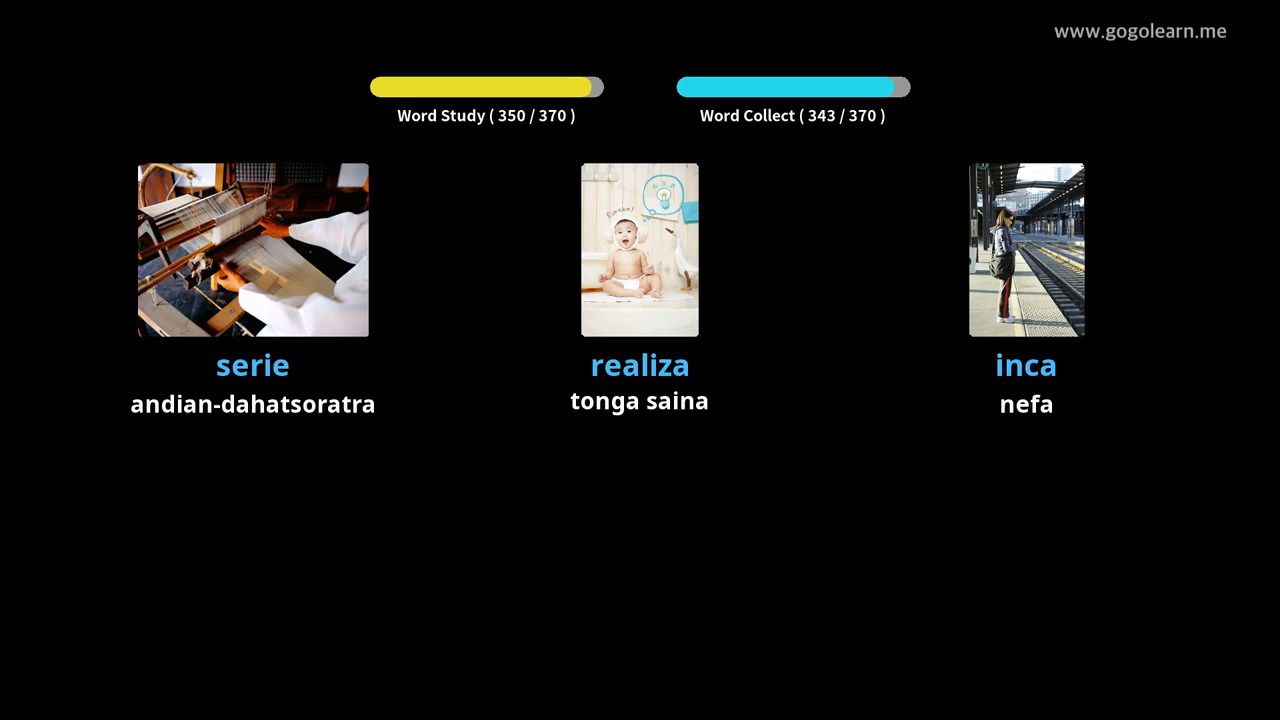 www.gogolearn.me
Word Study ( 350 / 370 )
Word Collect ( 343 / 370 )
Eureka!
serie
realiza
inca
andian-dahatsoratra
tonga saina
nefa